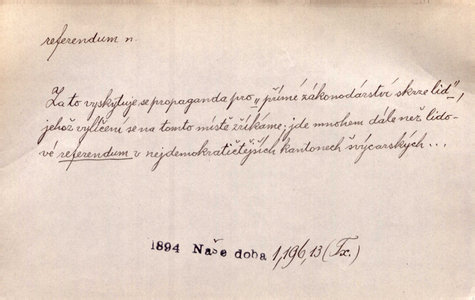 referendum n.
Za to vyskytuje se propaganda pro „přímé zákonodárství skrze lid",
jehož vylíčení se na tomto místě zříkáme; jde mnohem dále než lido-
vé referendum v nejdemokratičtějších kantonech švýcarských ...
1894 Naše doba 1,196,13 (Tx.)